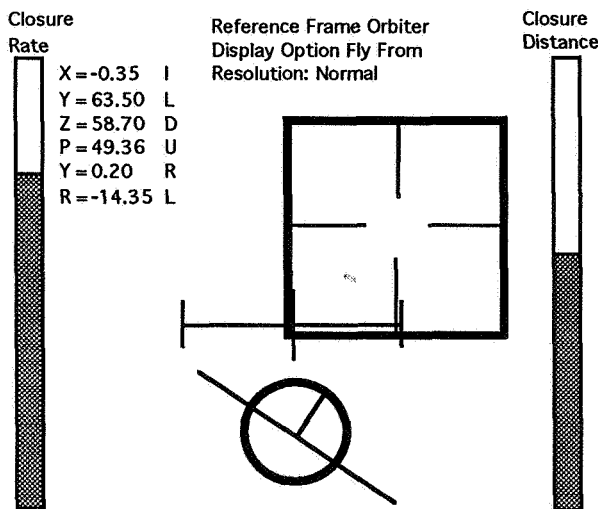 Closure
Rate
X = -0.35 I
Y = 63.50 L
Z = 58.70 D
P = 49.36 U
Y = 0.20 R
R = -14.35 L
Reference Frame Orbiter
Display Option Fly From
Resolution: Normal
Closure
Distance